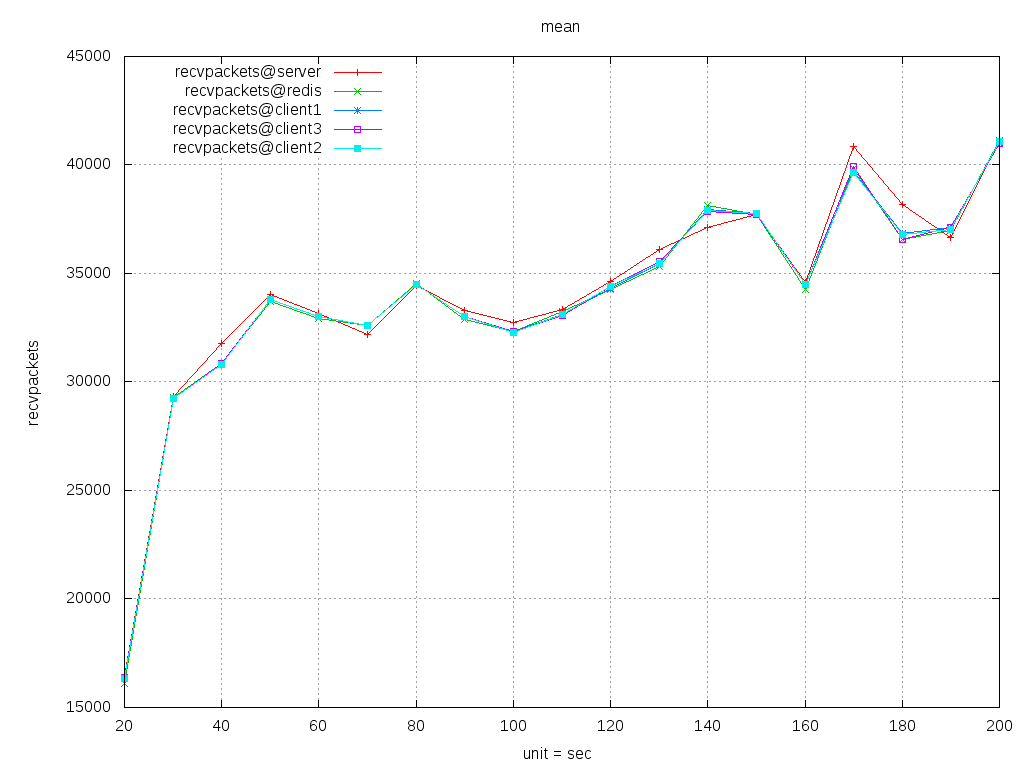 mean
45000
40000
35000
30000
25000
20000
15000
recvpackets
recvpackets@server
recvpackets@redis
recvpackets@client1
recvpackets@client3
recvpackets@client2
20 40 60 80 100 120 140 160 180 200
unit = sec